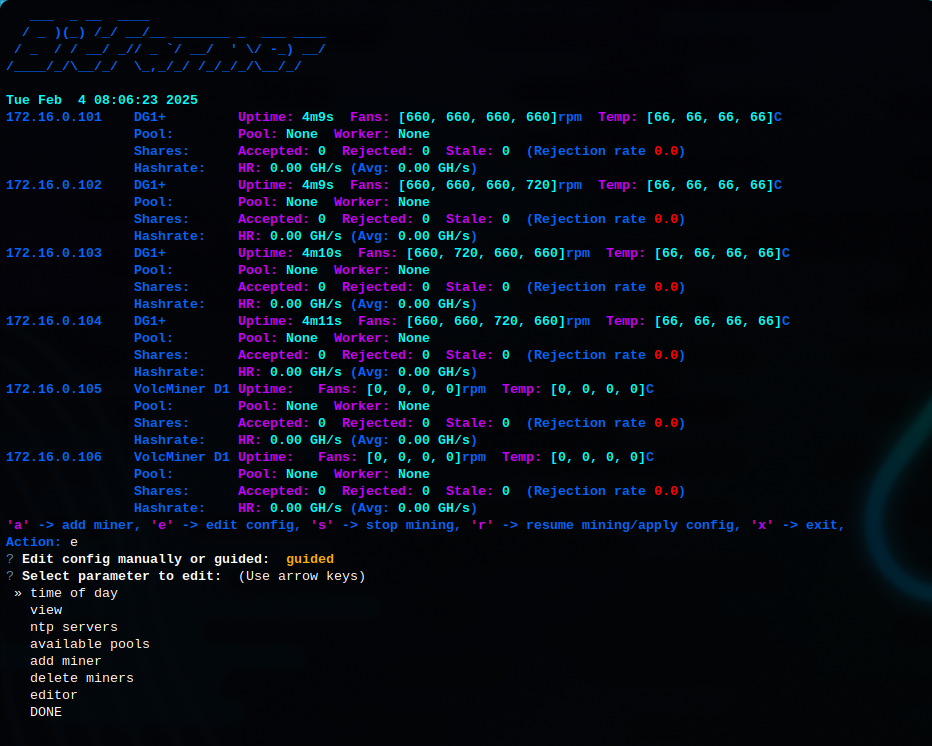 Tue Feb  4 08:06:23 2025
172.16.0.101    DG1+         Uptime: 4m9s  Fans: [660, 660, 660, 660]rpm  Temp: [66, 66, 66, 66]C
                Pool:        Pool: None  Worker: None
                Shares:      Accepted: 0  Rejected: 0  Stale: 0  (Rejection rate 0.0)
                Hashrate:    HR: 0.00 GH/s (Avg: 0.00 GH/s)
172.16.0.102    DG1+         Uptime: 4m9s  Fans: [660, 660, 660, 720]rpm  Temp: [66, 66, 66, 66]C
                Pool:        Pool: None  Worker: None
                Shares:      Accepted: 0  Rejected: 0  Stale: 0  (Rejection rate 0.0)
                Hashrate:    HR: 0.00 GH/s (Avg: 0.00 GH/s)
172.16.0.103    DG1+         Uptime: 4m10s  Fans: [660, 720, 660, 660]rpm  Temp: [66, 66, 66, 66]C
                Pool:        Pool: None  Worker: None
                Shares:      Accepted: 0  Rejected: 0  Stale: 0  (Rejection rate 0.0)
                Hashrate:    HR: 0.00 GH/s (Avg: 0.00 GH/s)
172.16.0.104    DG1+         Uptime: 4m11s  Fans: [660, 660, 720, 660]rpm  Temp: [66, 66, 66, 66]C
                Pool:        Pool: None  Worker: None
                Shares:      Accepted: 0  Rejected: 0  Stale: 0  (Rejection rate 0.0)
                Hashrate:    HR: 0.00 GH/s (Avg: 0.00 GH/s)
172.16.0.105    VolcMiner D1 Uptime:   Fans: [0, 0, 0, 0]rpm  Temp: [0, 0, 0, 0]C
                Pool:        Pool: None  Worker: None
                Shares:      Accepted: 0  Rejected: 0  Stale: 0  (Rejection rate 0.0)
                Hashrate:    HR: 0.00 GH/s (Avg: 0.00 GH/s)
172.16.0.106    VolcMiner D1 Uptime:   Fans: [0, 0, 0, 0]rpm  Temp: [0, 0, 0, 0]C
                Pool:        Pool: None  Worker: None
                Shares:      Accepted: 0  Rejected: 0  Stale: 0  (Rejection rate 0.0)
                Hashrate:    HR: 0.00 GH/s (Avg: 0.00 GH/s)
'a' -> add miner, 'e' -> edit config, 's' -> stop mining, 'r' -> resume mining/apply config, 'x' -> exit,
Action: e
? Edit config manually or guided:  guided
? Select parameter to edit:  (Use arrow keys)
 » time of day
   view
   ntp servers
   available pools
   add miner
   delete miners
   editor
   DONE